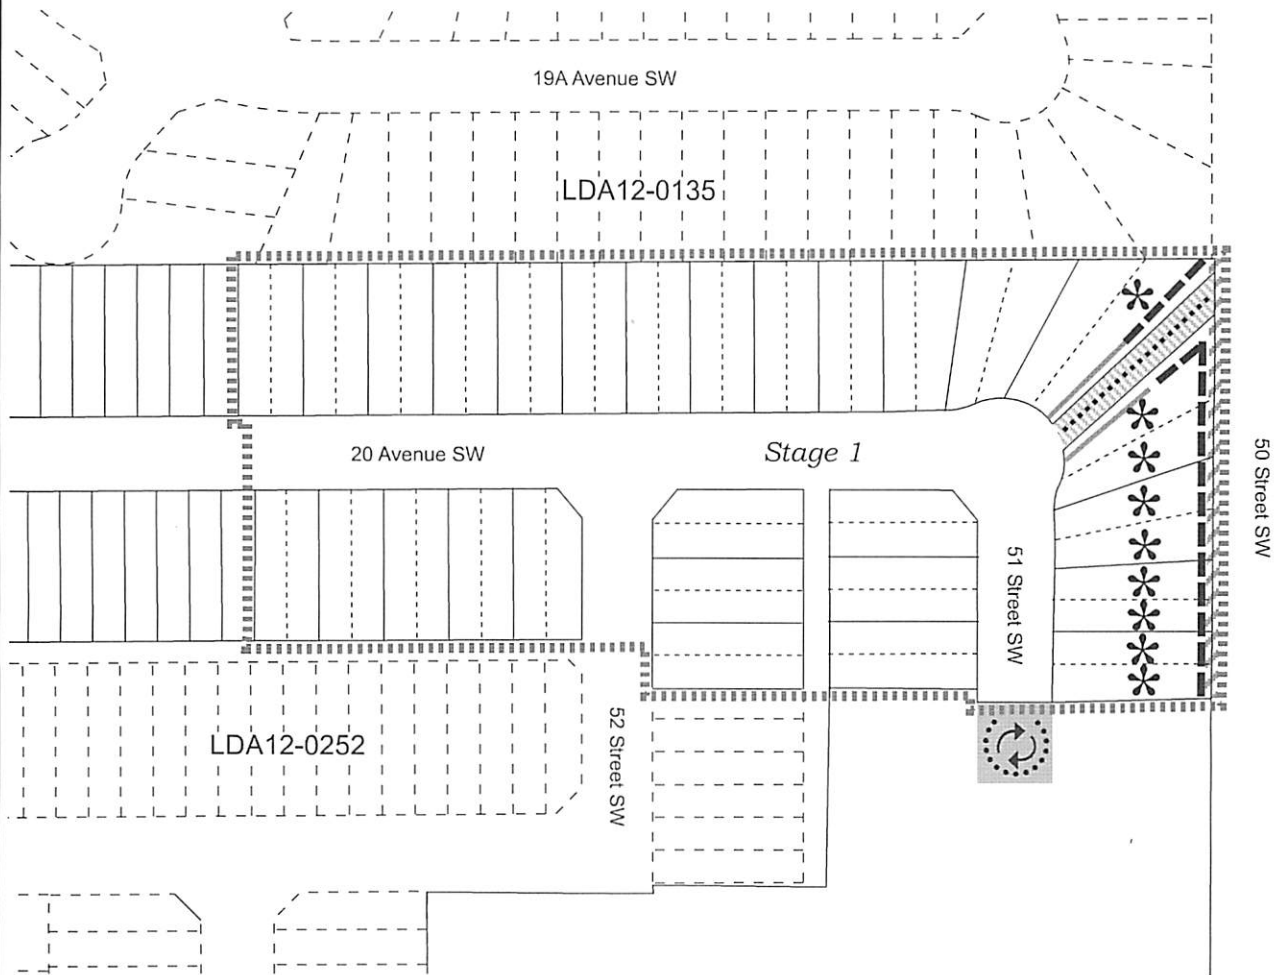 19A Avenue SW
LDA12-0135
20 Avenue SW
Stage 1
50 Street SW
51 Street SW
52 Street SW
LDA12-0252